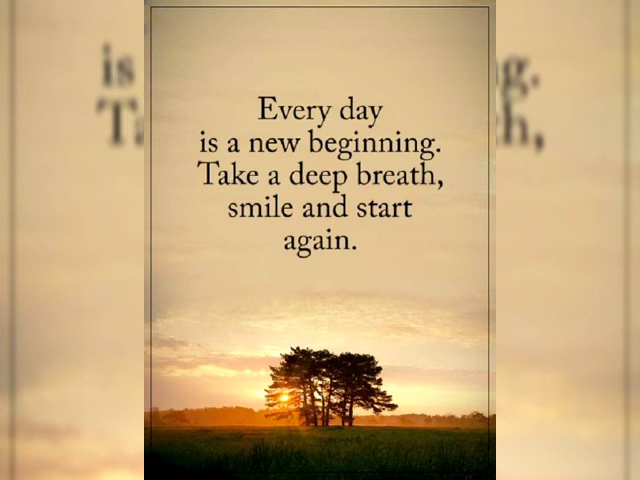 Every day
is a new beginning.
Take a deep breath,
smile and start
again.